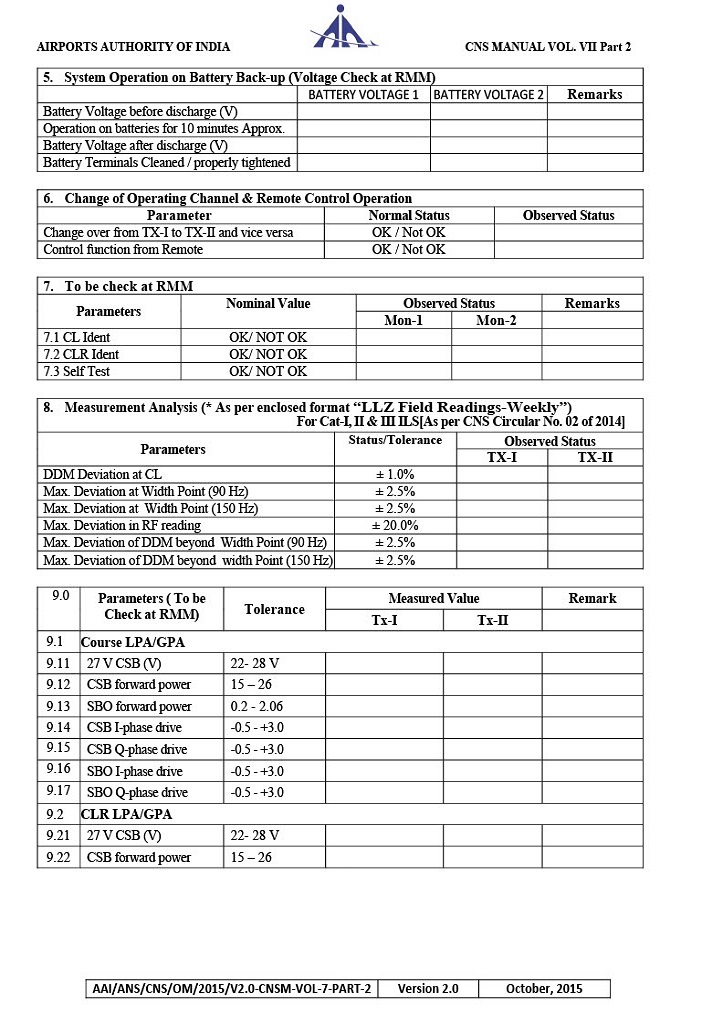 AIRPORTS AUTHORITY OF INDIA
CNS MANUAL VOL. VII Part 2
5. System Operation on Battery Back-up (Voltage Check at RMM)
BATTERY VOLTAGE 1 BATTERY VOLTAGE 2 Remarks
Battery Voltage before discharge (V)
Operation on batteries for 10 minutes Approx.
Battery Voltage after discharge (V)
Battery Terminals Cleaned / properly tightened
6. Change of Operating Channel & Remote Control Operation
Parameter Normal Status Observed Status
Change over from TX-I to TX-II and vice versa OK / Not OK
Control function from Remote OK / Not OK
7. To be check at RMM
Parameters Nominal Value Observed Status Remarks
Mon-1 Mon-2
7.1 CL Ident OK/ NOT OK
7.2 CLR Ident OK/ NOT OK
7.3 Self Test OK/ NOT OK
8. Measurement Analysis (* As per enclosed format “LLZ Field Readings-Weekly”)
For Cat-I, II & III ILS[As per CNS Circular No. 02 of 2014]
Parameters Status/Tolerance Observed Status
TX-I TX-II
DDM Deviation at CL ± 1.0%
Max. Deviation at Width Point (90 Hz) ± 2.5%
Max. Deviation at Width Point (150 Hz) ± 2.5%
Max. Deviation in RF reading ± 20.0%
Max. Deviation of DDM beyond Width Point (90 Hz) ± 2.5%
Max. Deviation of DDM beyond width Point (150 Hz) ± 2.5%
9.0 Parameters ( To be Check at RMM) Tolerance Measured Value Remark
Tx-I Tx-II
9.1 Course LPA/GPA
9.11 27 V CSB (V) 22- 28 V
9.12 CSB forward power 15 – 26
9.13 SBO forward power 0.2 - 2.06
9.14 CSB I-phase drive -0.5 - +3.0
9.15 CSB Q-phase drive -0.5 - +3.0
9.16 SBO I-phase drive -0.5 - +3.0
9.17 SBO Q-phase drive -0.5 - +3.0
9.2 CLR LPA/GPA
9.21 27 V CSB (V) 22- 28 V
9.22 CSB forward power 15 – 26
AAI/ANS/CNS/OM/2015/V2.0-CNSM-VOL-7-PART-2 Version 2.0 October, 2015